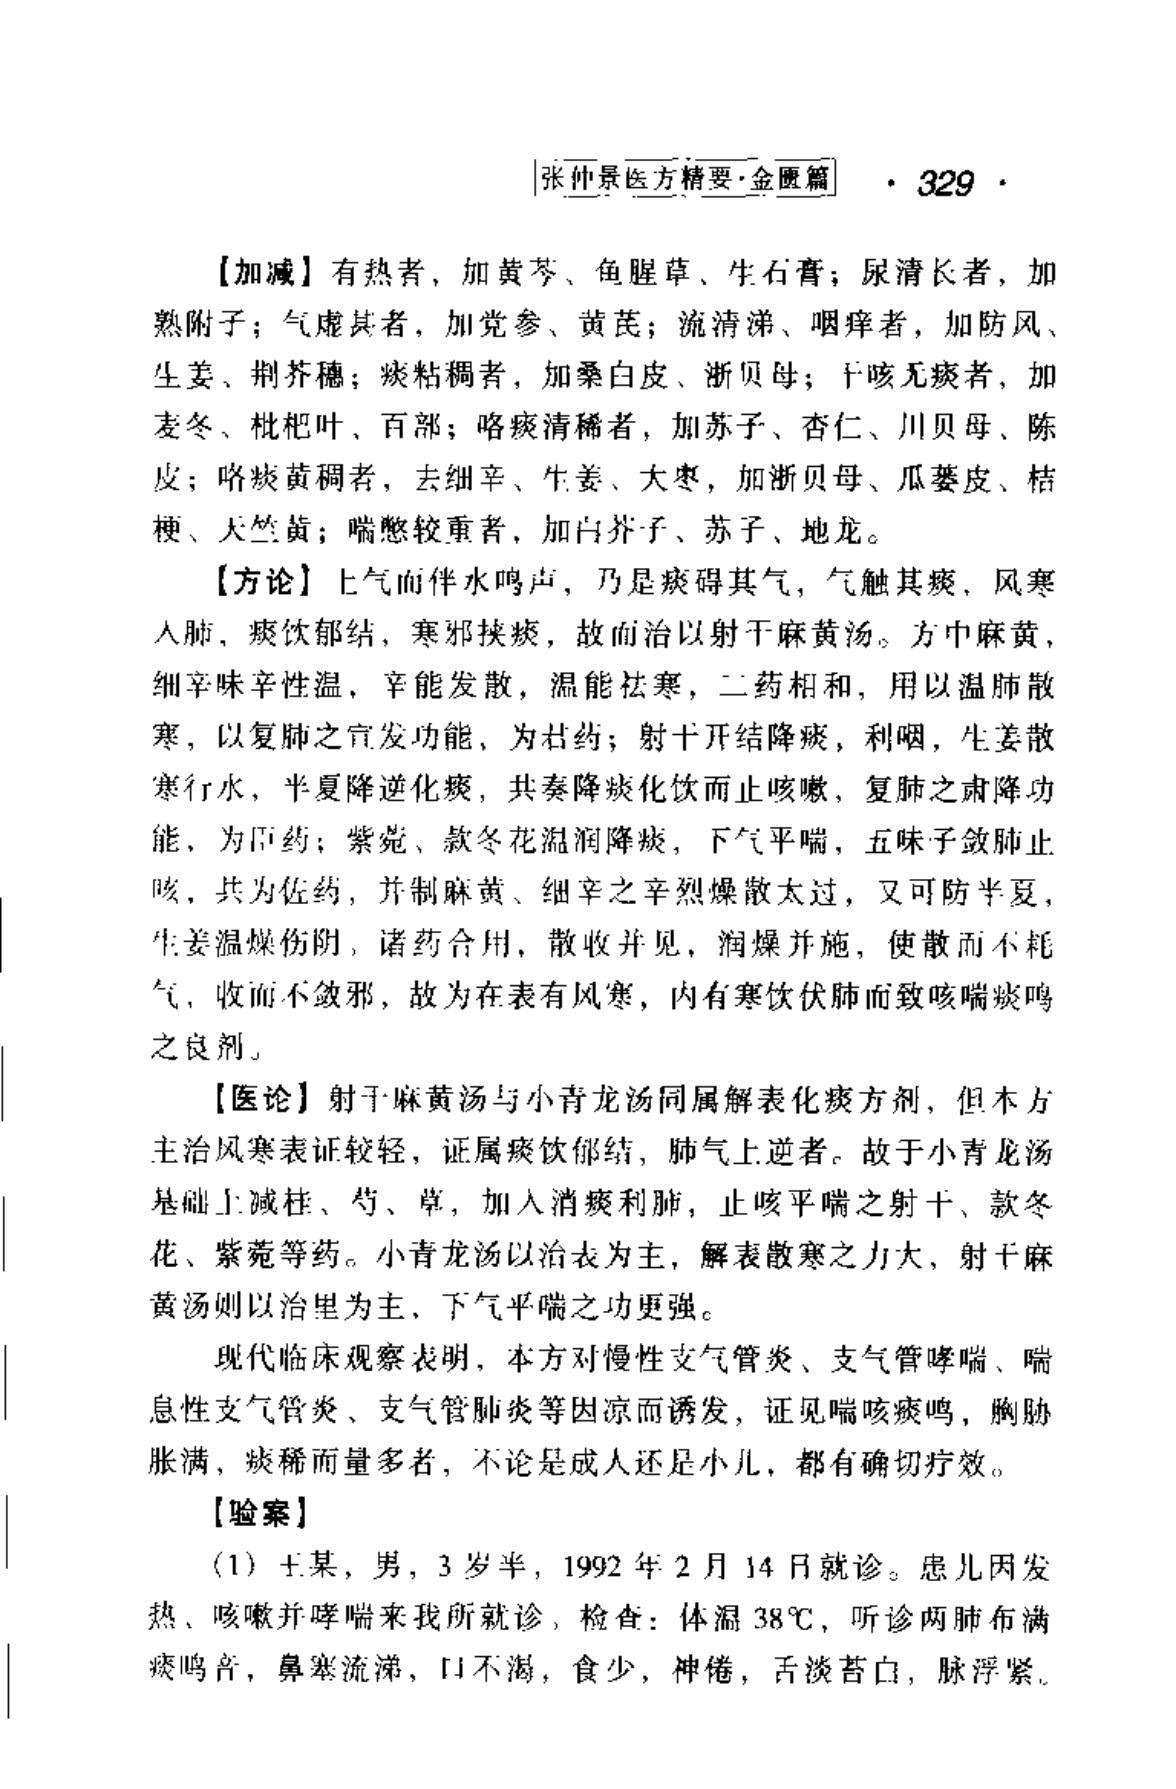 张仲景医方精要·金匮篇 · 329 ·
【加减】有热者，加黄芩、鱼腥草、生石膏；尿清长者，加
熟附子；气虚甚者，加党参、黄芪；流清涕、咽痒者，加防风、
生姜、荆芥穗；痰粘稠者，加桑白皮、浙贝母；干咳无痰者，加
麦冬、枇杷叶、百部；咯痰清稀者，加苏子、杏仁、川贝母、陈
皮；咯痰黄稠者，去细辛、生姜、大枣，加浙贝母、瓜蒌皮、桔
梗、天竺黄；喘憋较重者，加白芥子、苏子、地龙。
【方论】上气而伴水鸣声，乃是痰碍其气，气触其痰，风寒
入肺，痰饮郁结，寒邪挟痰，故而治以射干麻黄汤。方中麻黄，
细辛味辛性温，辛能发散，温能祛寒，二药相和，用以温肺散
寒，以复肺之宣发功能，为君药；射干开结降痰，利咽，生姜散
寒行水，半夏降逆化痰，共奏降痰化饮而止咳嗽，复肺之肃降功
能，为臣药；紫菀、款冬花温润降痰，下气平喘，五味子敛肺止
咳，共为佐药，并制麻黄、细辛之辛烈燥散太过，又可防半夏，
生姜温燥伤阴。诸药合用，散收并见，润燥并施，使散而不耗
气，收而不敛邪，故为在表有风寒，内有寒饮伏肺而致咳喘痰鸣
之良剂。
【医论】射干麻黄汤与小青龙汤同属解表化痰方剂，但本方
主治风寒表证较轻，证属痰饮郁结，肺气上逆者。故于小青龙汤
基础上减桂、芍、草，加入消痰利肺，止咳平喘之射干、款冬
花、紫菀等药。小青龙汤以治表为主，解表散寒之力大，射干麻
黄汤则以治里为主，下气平喘之功更强。
现代临床观察表明，本方对慢性支气管炎、支气管哮喘、喘
息性支气管炎、支气管肺炎等因凉而诱发，证见喘咳痰鸣，胸胁
胀满，痰稀而量多者，不论是成人还是小儿，都有确切疗效。
【验案】
（1）王某，男，3 岁半，1992 年 2 月 14 日就诊。患儿因发
热、咳嗽并哮喘来我所就诊。检查：体温 38℃，听诊两肺布满
痰鸣音，鼻塞流涕，口不渴，食少，神倦，舌淡苔白，脉浮紧。